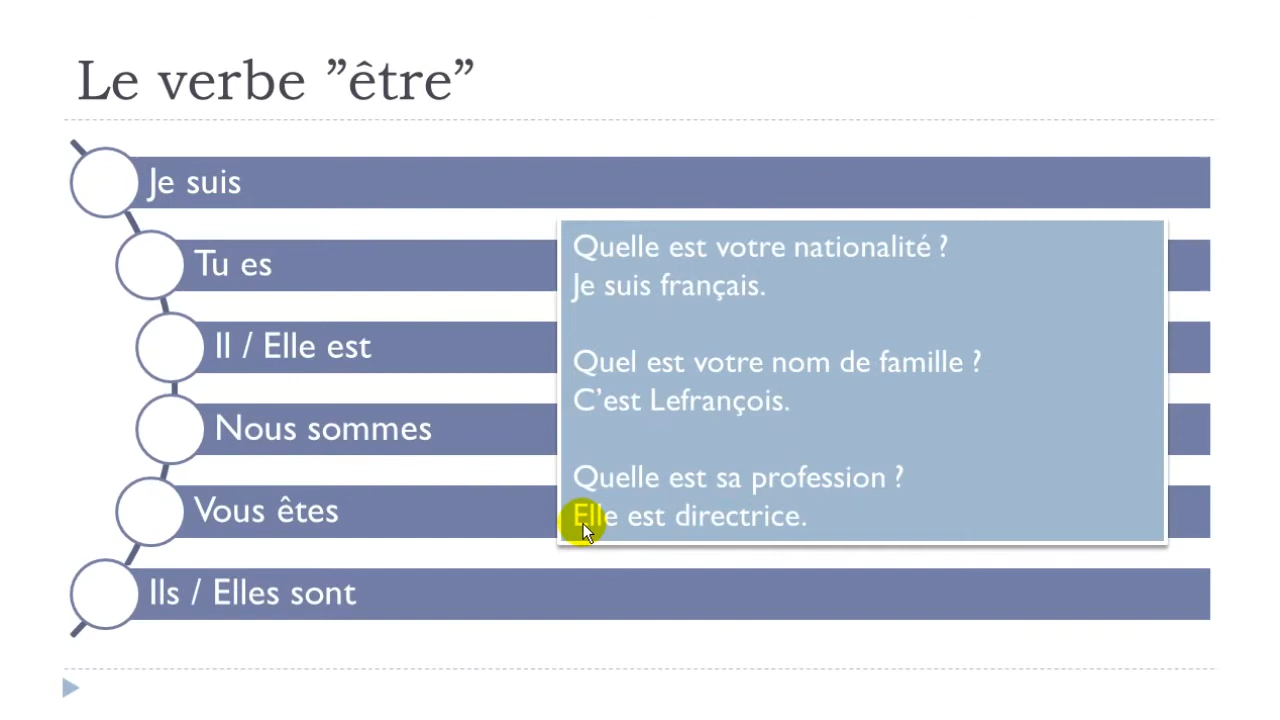 Le verbe ”être”
Je suis
Tu es
Il / Elle est
Nous sommes
Vous êtes
Ils / Elles sont
Quelle est votre nationalité ?
Je suis français.
Quel est votre nom de famille ?
C’est Lefrançois.
Quelle est sa profession ?
Elle est directrice.